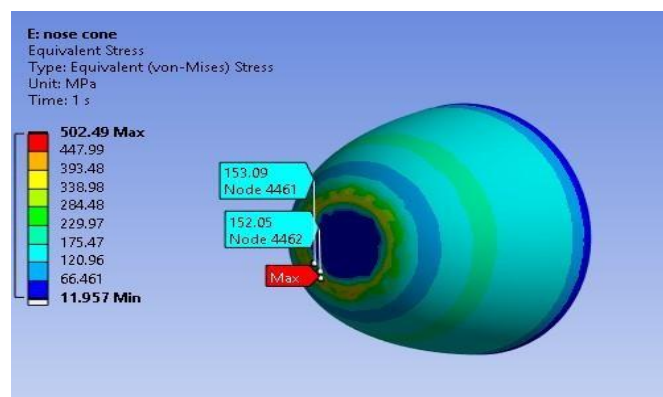 E: nose cone
Equivalent Stress
Type: Equivalent (von-Mises) Stress
Unit: MPa
Time: 1 s
502.49 Max
447.99
393.48
338.98
284.48
229.97
175.47
120.96
66.461
11.957 Min
153.09
Node 4461
152.05
Node 4462
Max